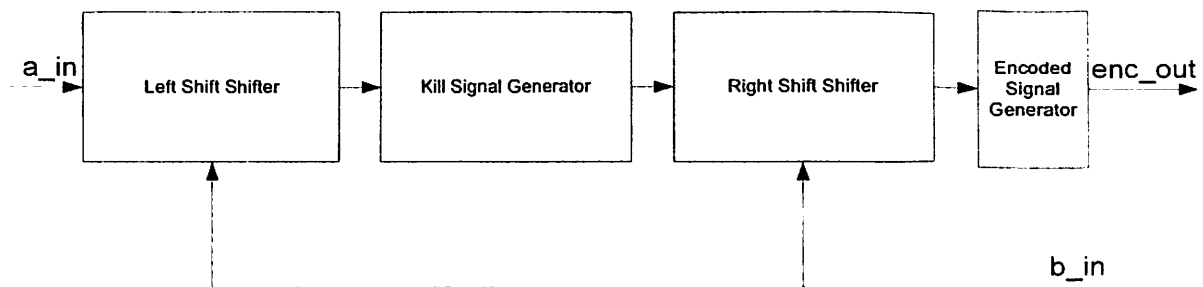 a_in
Left Shift Shifter
Kill Signal Generator
Right Shift Shifter
Encoded
Signal
Generator
enc_out
b_in